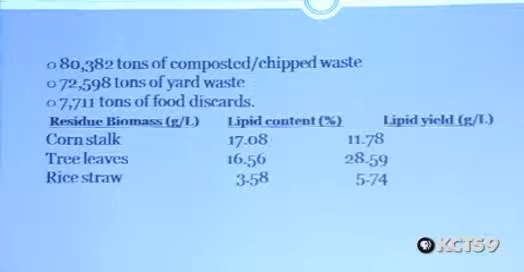 80,382 tons of composted/chipped waste
72,598 tons of yard waste
7,711 tons of food discards.
Residue Biomass (g/L) Lipid content (%) Lipid yield (g/L)
Corn stalk 17.08 11.78
Tree leaves 16.56 28.59
Rice straw 3.58 5.74
KCTS9